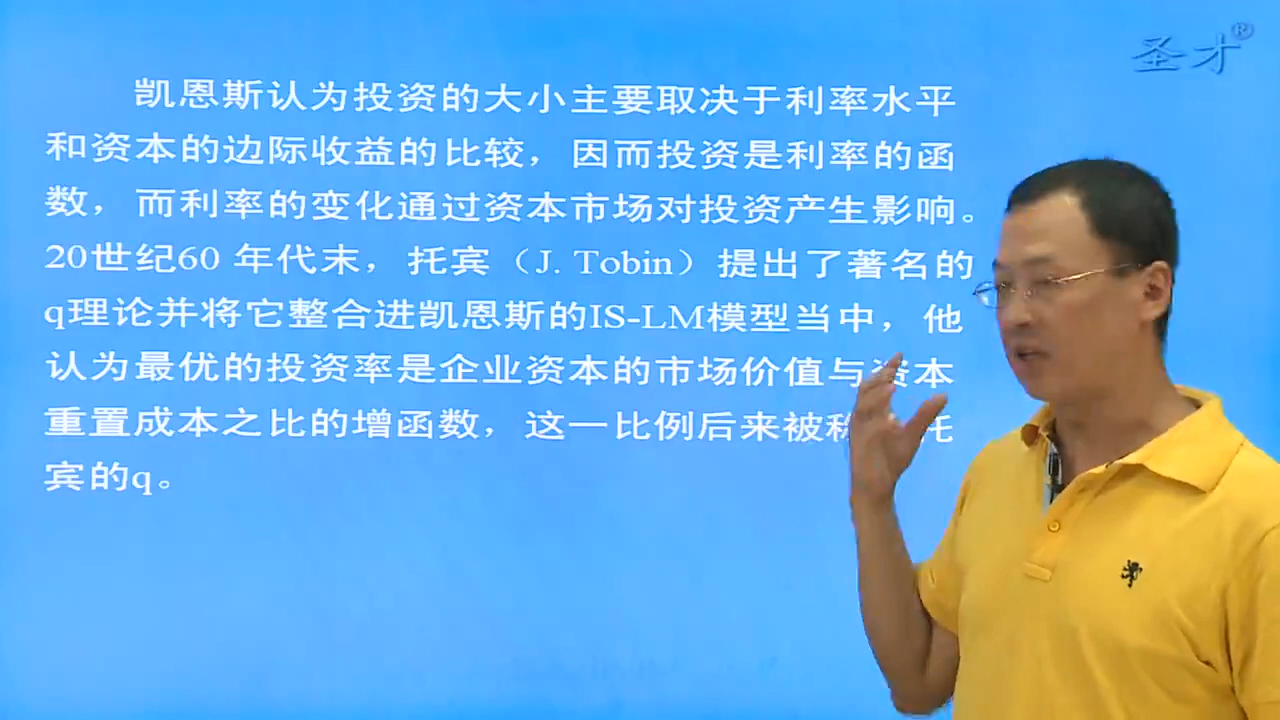 圣才®
凯恩斯认为投资的大小主要取决于利率水平
和资本的边际收益的比较，因而投资是利率的函
数，而利率的变化通过资本市场对投资产生影响。
20世纪60 年代末，托宾（J. Tobin）提出了著名的
q理论并将它整合进凯恩斯的IS-LM模型当中，他
认为最优的投资率是企业资本的市场价值与资本
重置成本之比的增函数，这一比例后来被称 托
宾的q。